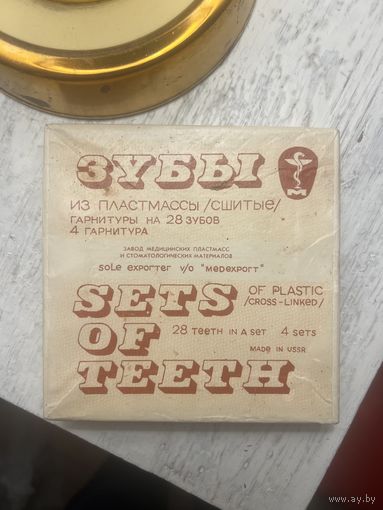 ЗУБЫ
ИЗ ПЛАСТМАССЫ /СШИТЫЕ/
ГАРНИТУРЫ НА 28 ЗУБОВ
4 ГАРНИТУРА
ЗАВОД МЕДИЦИНСКИХ ПЛАСТМАСС
И СТОМАТОЛОГИЧЕСКИХ МАТЕРИАЛОВ
SOLE EXPORTER V/O "MEDEXPORT"
SETS OF PLASTIC
/CROSS-LINKED/
OF 28 TEETH IN A SET 4 SETS
MADE IN USSR
TEETH
www.ay.by